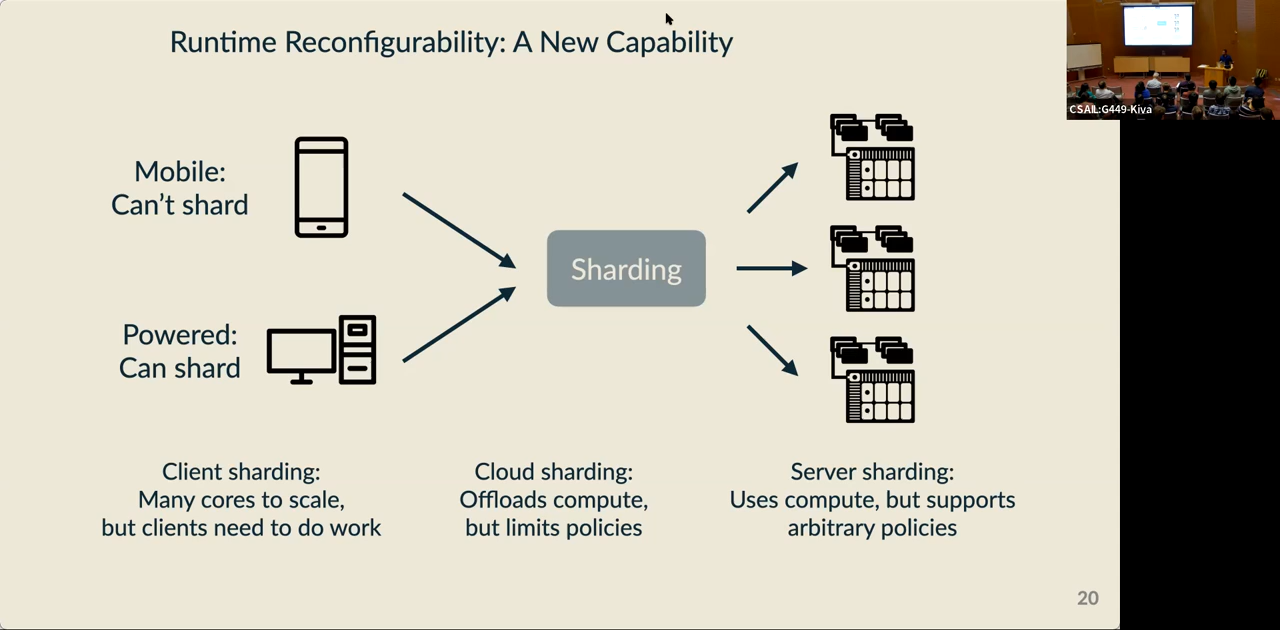 Runtime Reconfigurability: A New Capability
CSAIL:G449-Kiva
Mobile:
Can't shard
Sharding
Powered:
Can shard
Client sharding:
Many cores to scale,
but clients need to do work
Cloud sharding:
Offloads compute,
but limits policies
Server sharding:
Uses compute, but supports
arbitrary policies
20